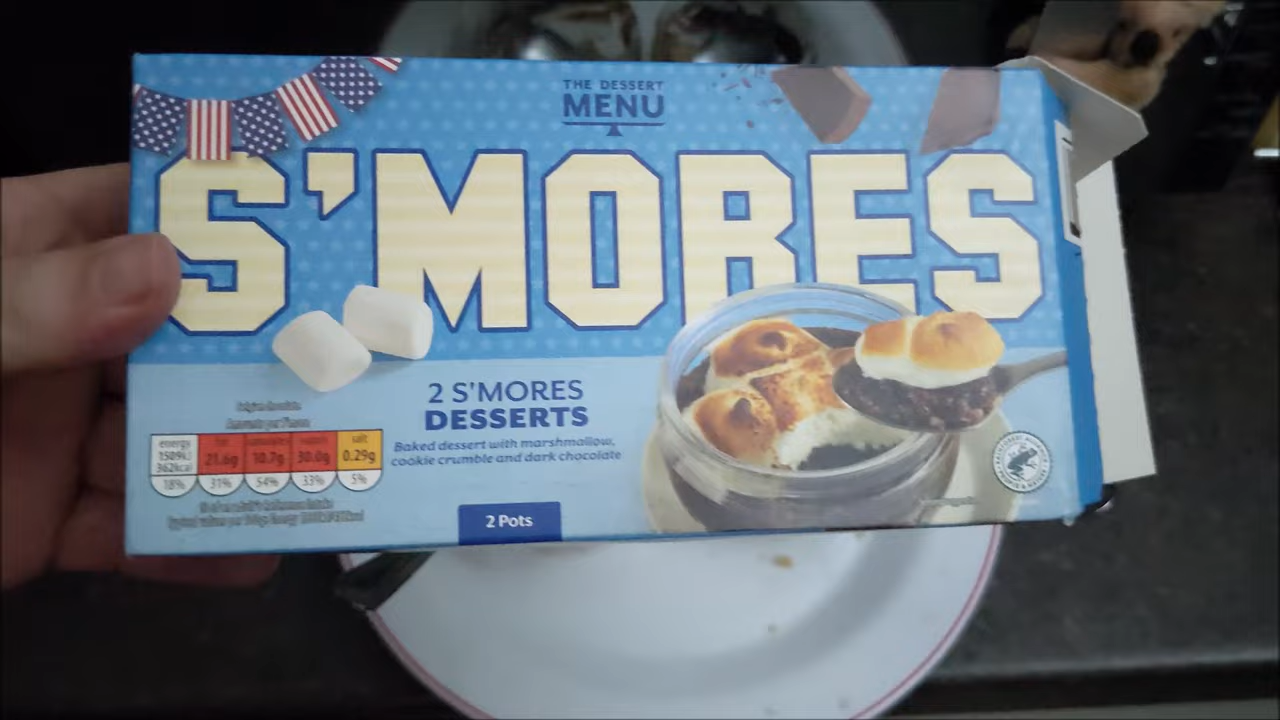 THE DESSERT
MENU
S'MORES
2 S'MORES
DESSERTS
Baked dessert with marshmallow,
cookie crumble and dark chocolate
energy fat saturates sugars salt
1509kJ 21.6g 10.7g 30.0g 0.29g
362kcal
18% 31% 54% 33% 5%
2 Pots